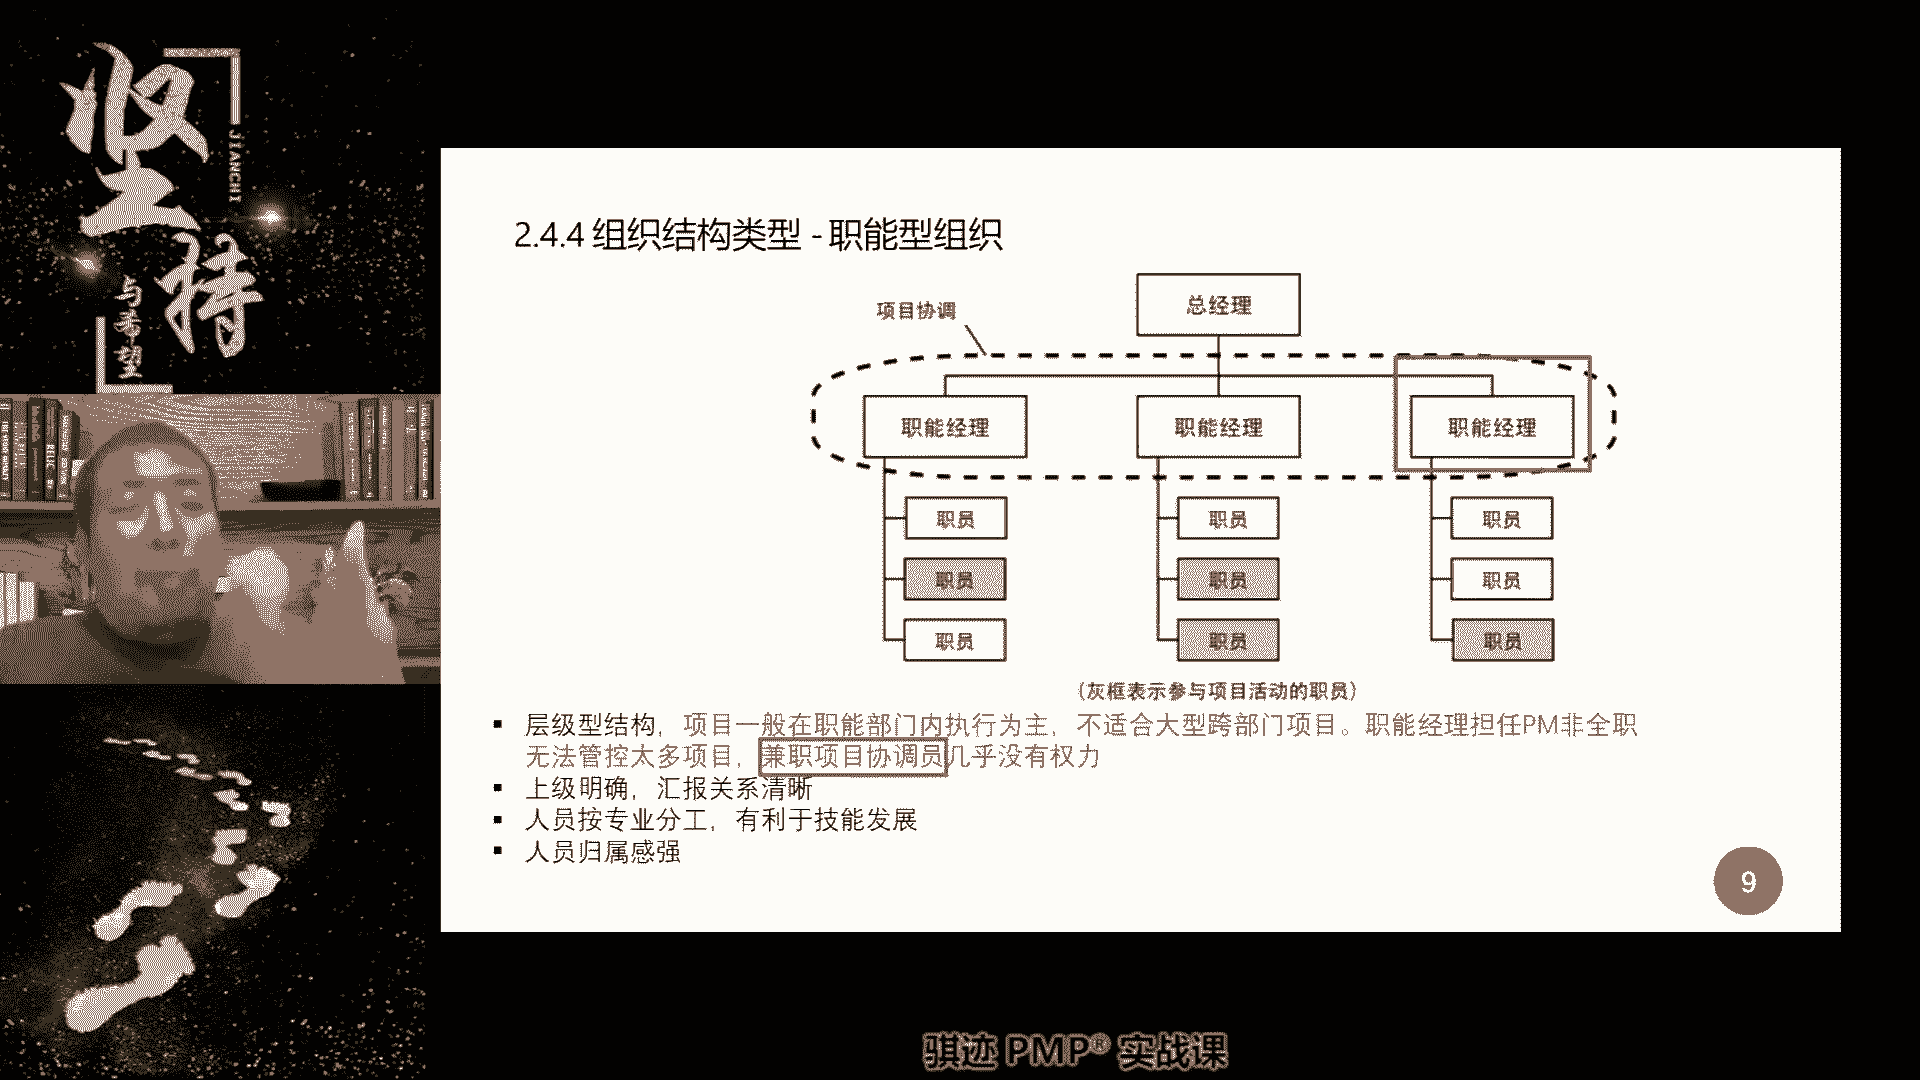 坚
持
JIANCHI
与希望
2.4.4 组织结构类型 - 职能型组织
项目协调
总经理
职能经理 职能经理 职能经理
职员 职员 职员
职员 职员 职员
职员 职员 职员
(灰框表示参与项目活动的职员)
▪ 层级型结构，项目一般在职能部门内执行为主，不适合大型跨部门项目。职能经理担任PM非全职
无法管控太多项目，兼职项目协调员几乎没有权力
▪ 上级明确，汇报关系清晰
▪ 人员按专业分工，有利于技能发展
▪ 人员归属感强
9
骐迹 PMP® 实战课